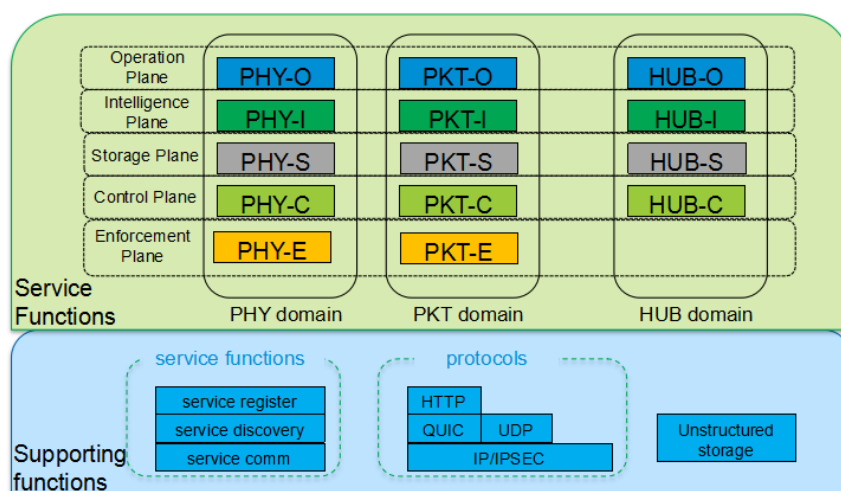 Operation
Plane
PHY-O
PKT-O
HUB-O
Intelligence
Plane
PHY-I
PKT-I
HUB-I
Storage Plane
PHY-S
PKT-S
HUB-S
Control Plane
PHY-C
PKT-C
HUB-C
Enforcement
Plane
PHY-E
PKT-E
Service
Functions
PHY domain
PKT domain
HUB domain
service functions
protocols
service register
HTTP
service discovery
QUIC
UDP
Unstructured
storage
service comm
IP/IPSEC
Supporting
functions